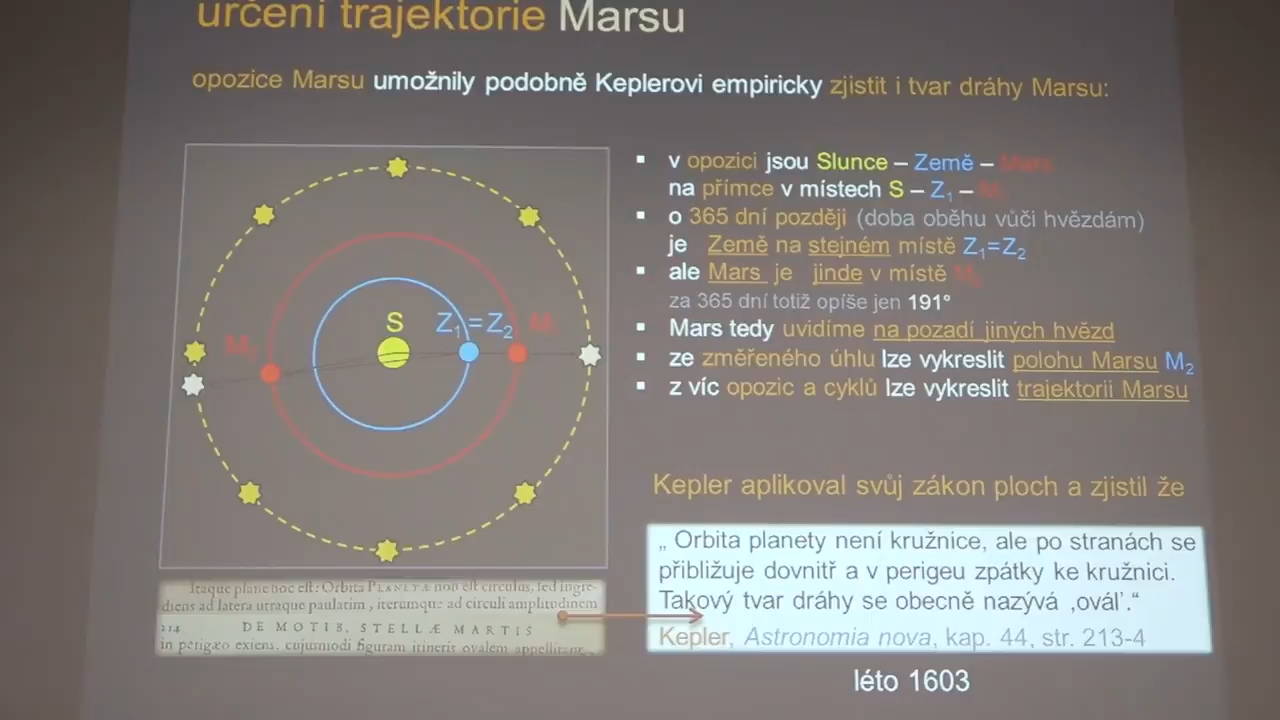 určení trajektorie Marsu
opozice Marsu umožnily podobně Keplerovi empiricky zjistit i tvar dráhy Marsu:
▪ v opozici jsou Slunce – Země – Mars
na přímce v místech S – Z₁ –
▪ o 365 dní později (doba oběhu vůči hvězdám)
je Země na stejném místě Z₁=Z₂
▪ ale Mars je jinde v místě
za 365 dní totiž opíše jen 191°
▪ Mars tedy uvidíme na pozadí jiných hvězd
▪ ze změřeného úhlu lze vykreslit polohu Marsu M₂
▪ z víc opozic a cyklů lze vykreslit trajektorii Marsu
S
Z₁=Z₂
M
M
Kepler aplikoval svůj zákon ploch a zjistil že
„ Orbita planety není kružnice, ale po stranách se
přibližuje dovnitř a v perigeu zpátky ke kružnici.
Takový tvar dráhy se obecně nazývá ‚ovál'.“
Kepler, Astronomia nova, kap. 44, str. 213-4
léto 1603
Itaque plane hoc est: Orbita PLANETÆ non est circulus, sed ingre-
diens ad latera utraque paulatim, iterumque ad circuli amplitudinem
214 DE MOTIB. STELLÆ MARTIS
in perigæo exiens. cujusmodi figuram itineris ovalem appellitant